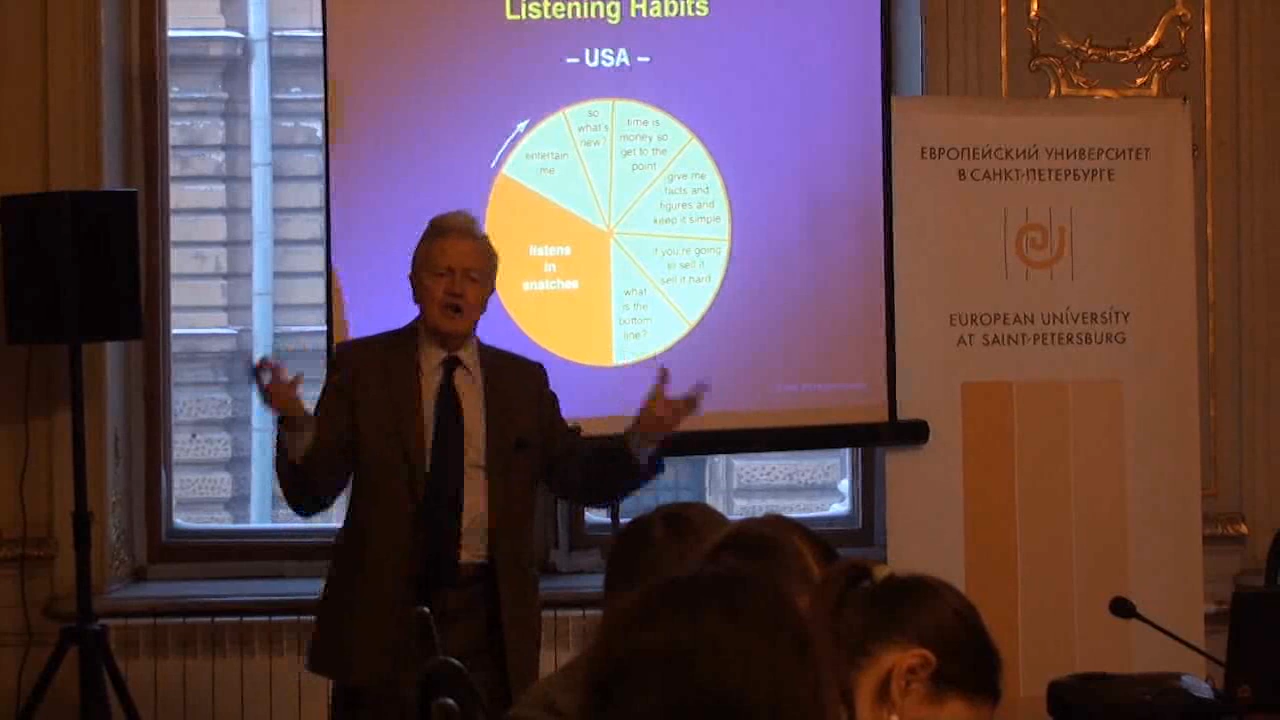 Listening Habits
– USA –
so
what's
new?
time is
money so
get to the
point
give me
facts and
figures and
keep it simple
if you're going
to sell it
sell it hard
what
is the
bottom
line?
listens
in
snatches
entertain
me
ЕВРОПЕЙСКИЙ УНИВЕРСИТЕТ
В САНКТ-ПЕТЕРБУРГЕ
EUROPEAN UNIVERSITY
AT SAINT-PETERSBURG